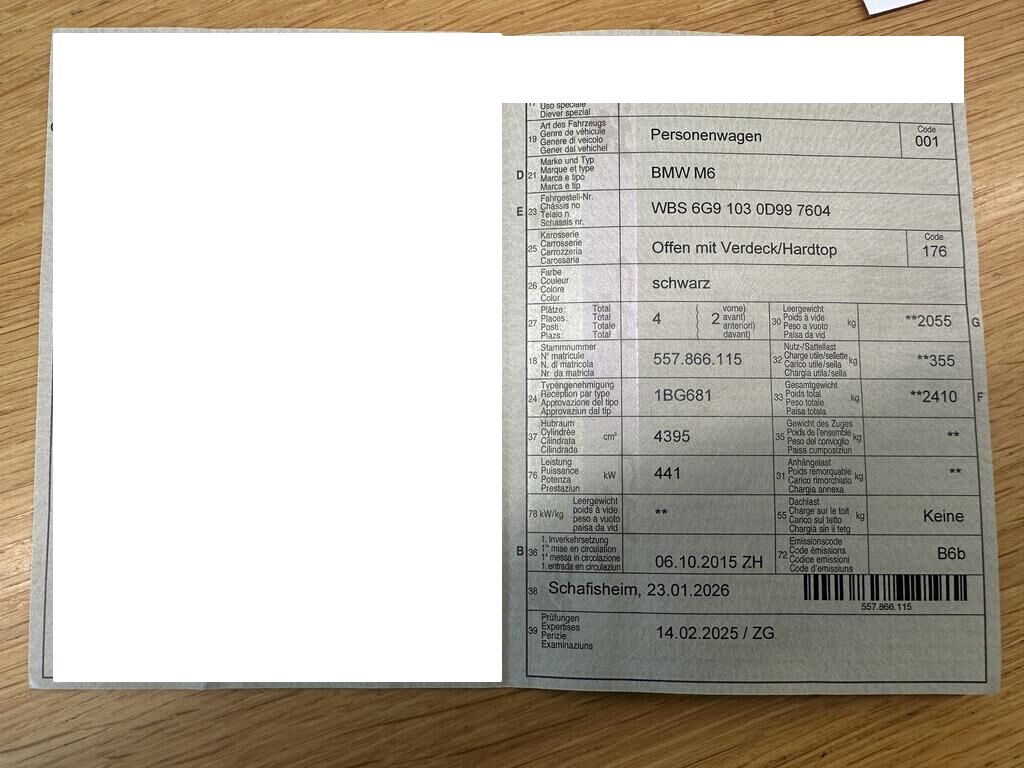 Uso speciale
Diever spezial
19 Art des Fahrzeugs
Genre de véhicule
Genere di veicolo
Gener dal vehichel
Personenwagen
Code
001
D 21 Marke und Typ
Marque et type
Marca e tipo
Marca e tip
BMW M6
E 23 Fahrgestell-Nr.
Châssis no
Telaio n.
Schassis nr.
WBS 6G9 103 0D99 7604
25 Karosserie
Carrosserie
Carrozzeria
Carossaria
Offen mit Verdeck/Hardtop
Code
176
26 Farbe
Couleur
Colore
Colur
schwarz
27 Plätze: Total
Places: Total
Posti: Totale
Plazs: Total
4 ( 2 vorne)
avant)
anteriori)
davant)
30 Leergewicht
Poids à vide
Peso a vuoto
Paisa da vid
kg
**2055 G
18 Stammnummer
N° matricule
N. di matricola
Nr. da matricla
557.866.115
32 Nutz-/Sattellast
Charge utile/sellette
Carico utile/sella
Chargia utila/sella
kg
**355
24 Typengenehmigung
Réception par type
Approvazione del tipo
Approvaziun dal tip
1BG681
33 Gesamtgewicht
Poids total
Peso totale
Paisa totala
kg
**2410 F
37 Hubraum
Cylindrée
Cilindrata
Cilindrada
cm³
4395
35 Gewicht des Zuges
Poids de l'ensemble
Peso del convoglio
Paisa cumposiziun
kg
**
76 Leistung
Puissance
Potenza
Prestaziun
kW
441
31 Anhängelast
Poids remorquable
Carico rimorchiato
Chargia annexa
kg
**
78 kW/kg Leergewicht
poids à vide
peso a vuoto
paisa da vid
**
55 Dachlast
Charge sur le toit
Carico sul tetto
Chargia sin il tetg
kg
Keine
B 36 1. Inverkehrsetzung
1re mise en circulation
1a messa in circolazione
1. entrada en circulaziun
06.10.2015 ZH
72 Emissionscode
Code émissions
Codice emissioni
Code d'emissiuns
B6b
38 Schafisheim, 23.01.2026
557.866.115
39 Prüfungen
Expertises
Perizie
Examinaziuns
14.02.2025 / ZG